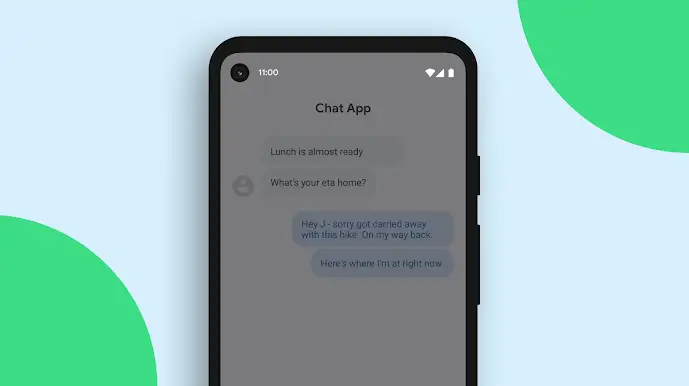 11:00
Chat App
Lunch is almost ready
What's your eta home?
Hey J - sorry got carried away
with this hike. On my way back.
Here's where I'm at right now